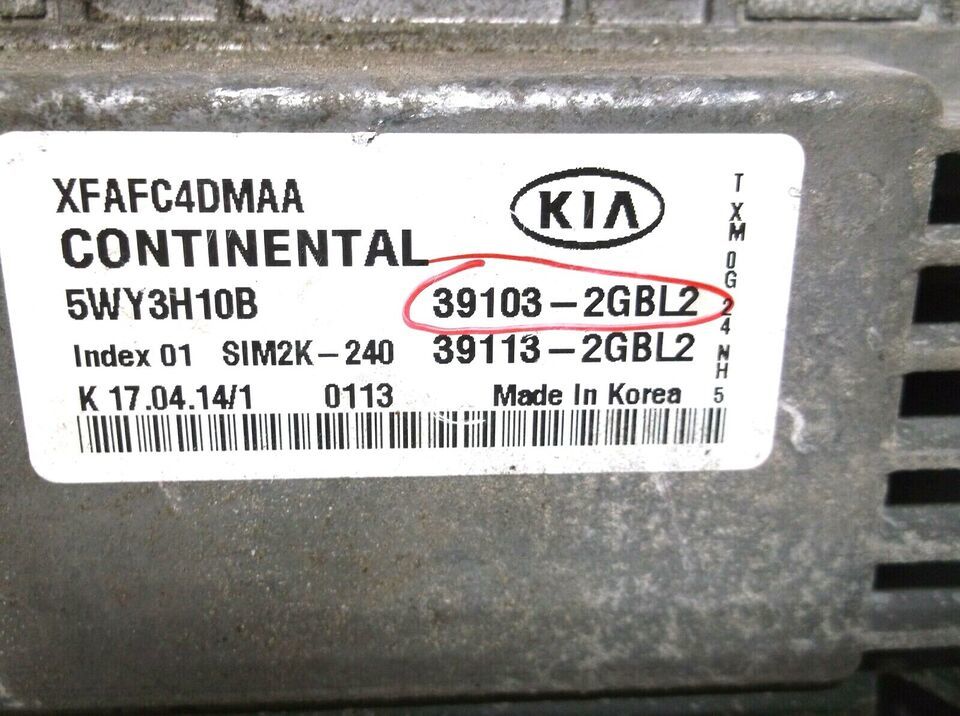 XFAFC4DMAA
KIA
CONTINENTAL
5WY3H10B 39103-2GBL2
Index 01 SIM2K-240 39113-2GBL2
K 17.04.14/1 0113 Made In Korea
TXM0G24NH5